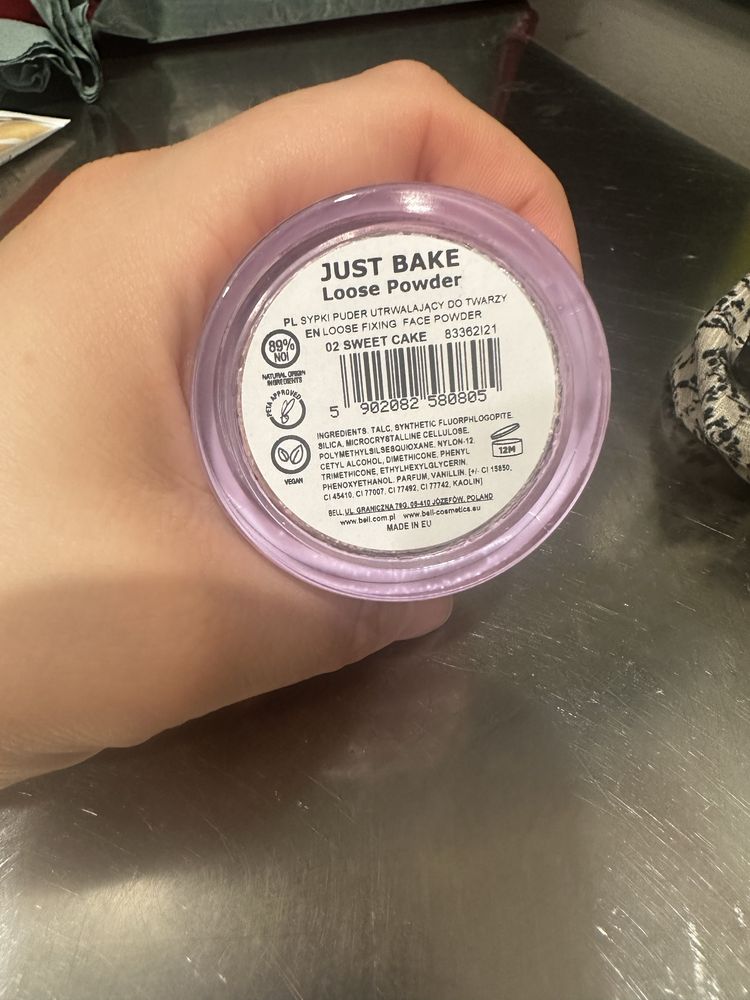 JUST BAKE
Loose Powder
PL SYPKI PUDER UTRWALAJĄCY DO TWARZY
EN LOOSE FIXING FACE POWDER
02 SWEET CAKE 83362I21
89%
NOI
NATURAL ORIGIN
INGREDIENTS
PETA APPROVED
VEGAN
5 902082 580805
INGREDIENTS. TALC, SYNTHETIC FLUORPHLOGOPITE.
SILICA, MICROCRYSTALLINE CELLULOSE.
POLYMETHYLSILSESQUIOXANE, NYLON-12.
CETYL ALCOHOL, DIMETHICONE, PHENYL
TRIMETHICONE, ETHYLHEXYLGLYCERIN.
PHENOXYETHANOL. PARFUM, VANILLIN. [+/- CI 15850,
CI 45410, CI 77007, CI 77492, CI 77742, KAOLIN]
12M
BELL, UL. GRANICZNA 79G, 05-410 JÓZEFÓW, POLAND
www.bell.com.pl www.bell-cosmetics.eu
MADE IN EU